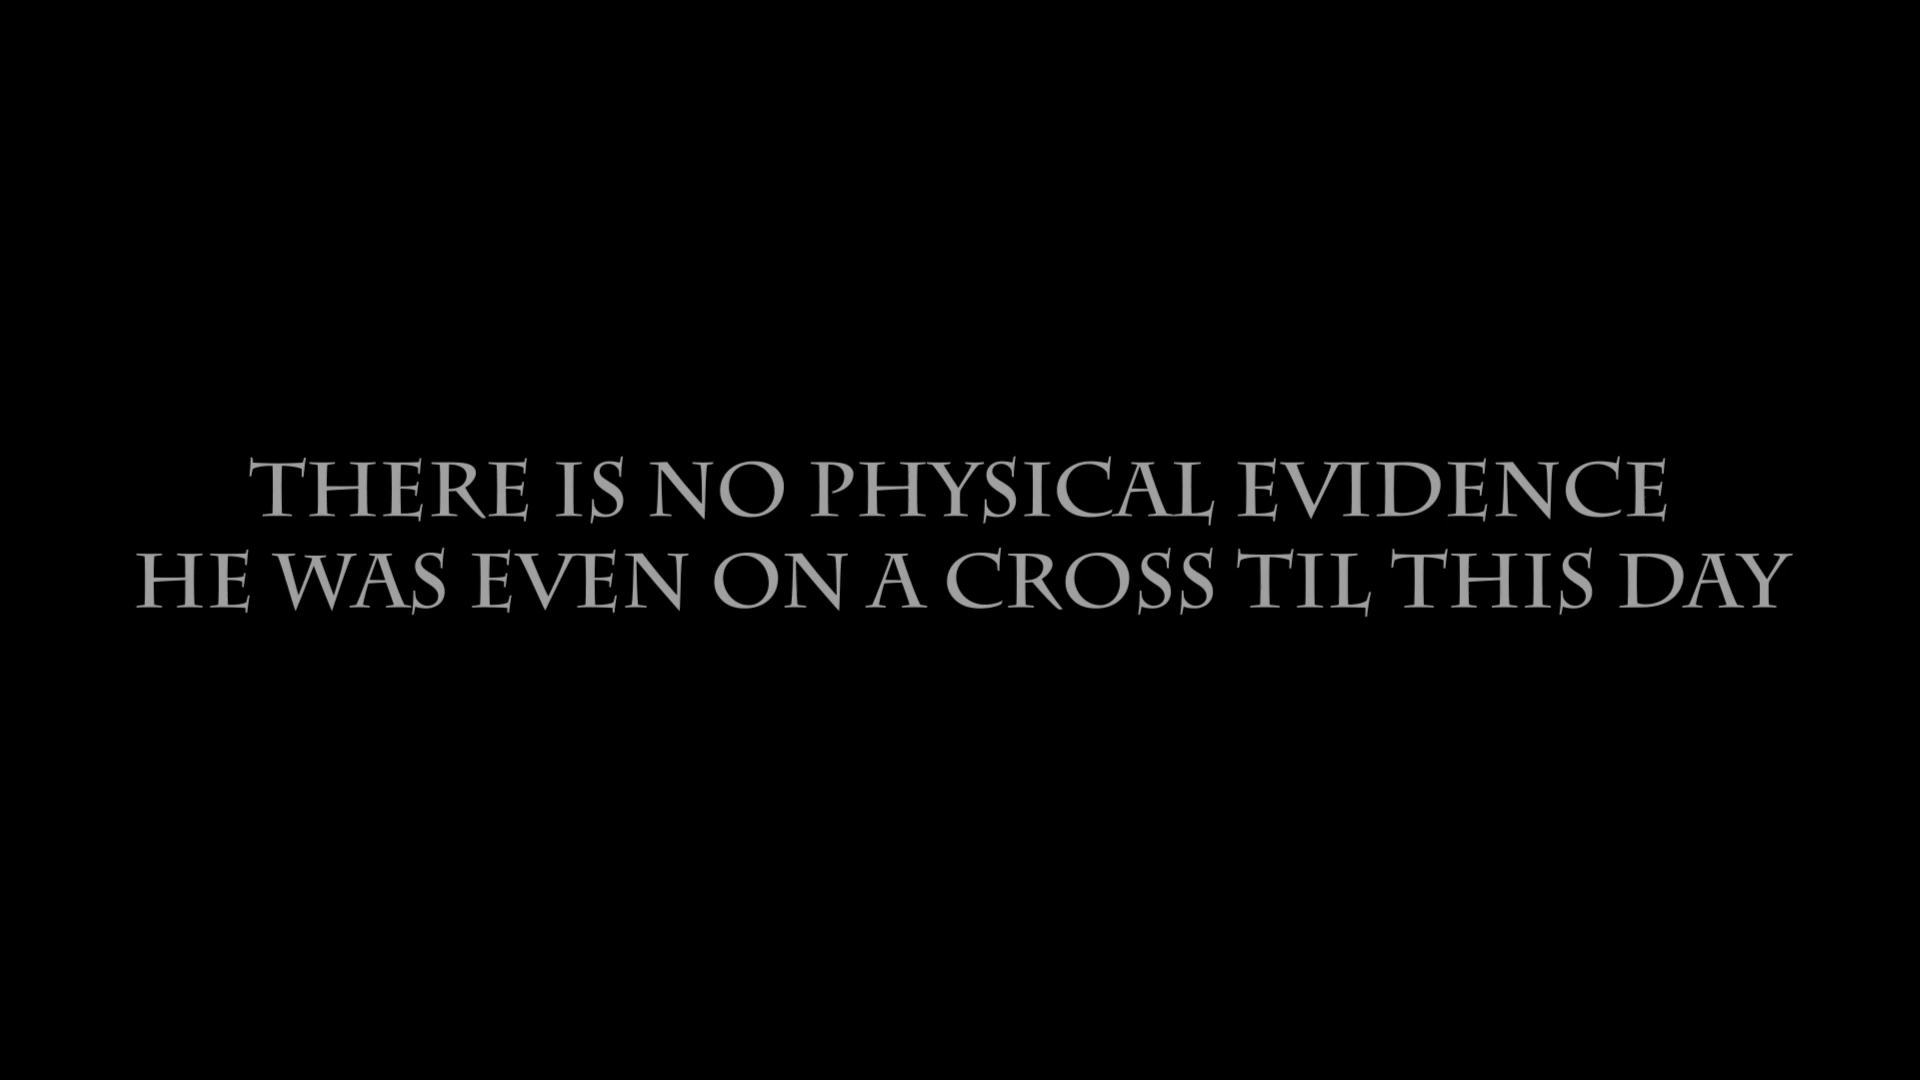 THERE IS NO PHYSICAL EVIDENCE
HE WAS EVEN ON A CROSS TIL THIS DAY